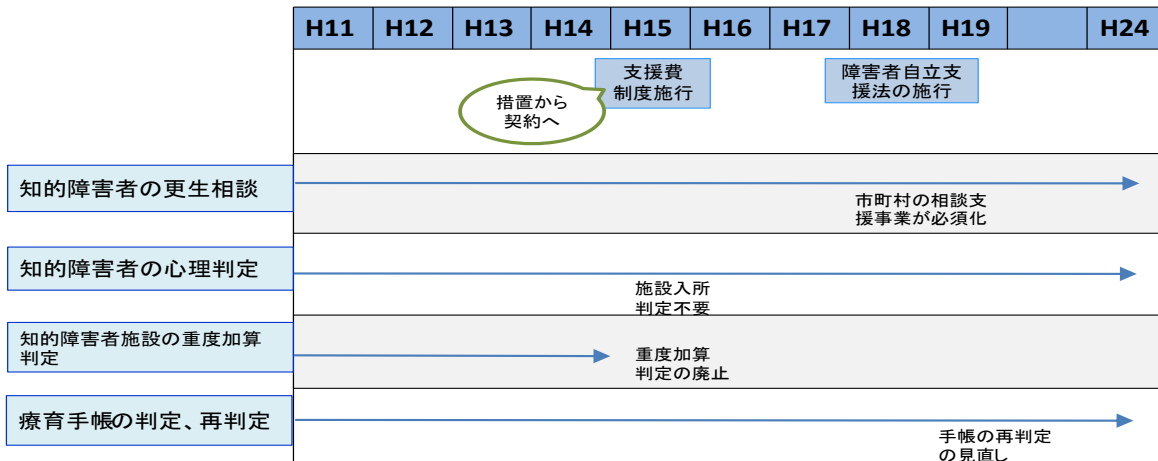 H11 H12 H13 H14 H15 H16 H17 H18 H19 H24
支援費
制度施行
障害者自立支
援法の施行
措置から
契約へ
知的障害者の更生相談
市町村の相談支
援事業が必須化
知的障害者の心理判定
施設入所
判定不要
知的障害者施設の重度加算
判定
重度加算
判定の廃止
療育手帳の判定、再判定
手帳の再判定
の見直し